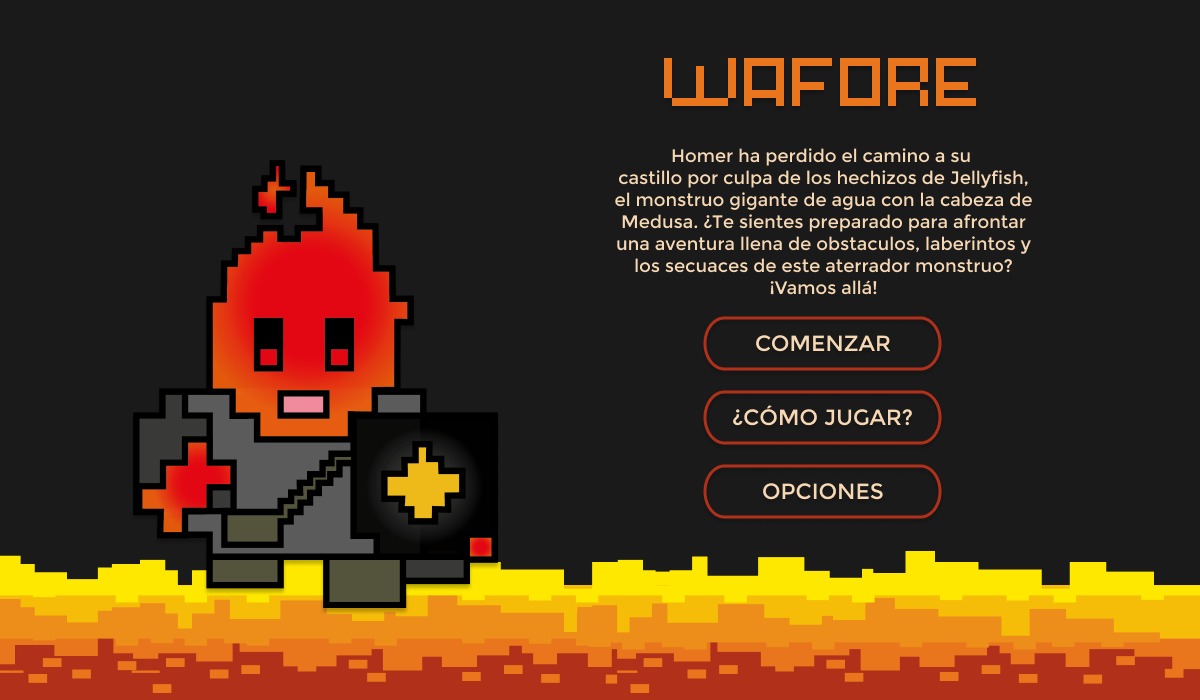 WAFORE
Homer ha perdido el camino a su
castillo por culpa de los hechizos de Jellyfish,
el monstruo gigante de agua con la cabeza de
Medusa. ¿Te sientes preparado para afrontar
una aventura llena de obstaculos, laberintos y
los secuaces de este aterrador monstruo?
¡Vamos allá!
COMENZAR
¿CÓMO JUGAR?
OPCIONES